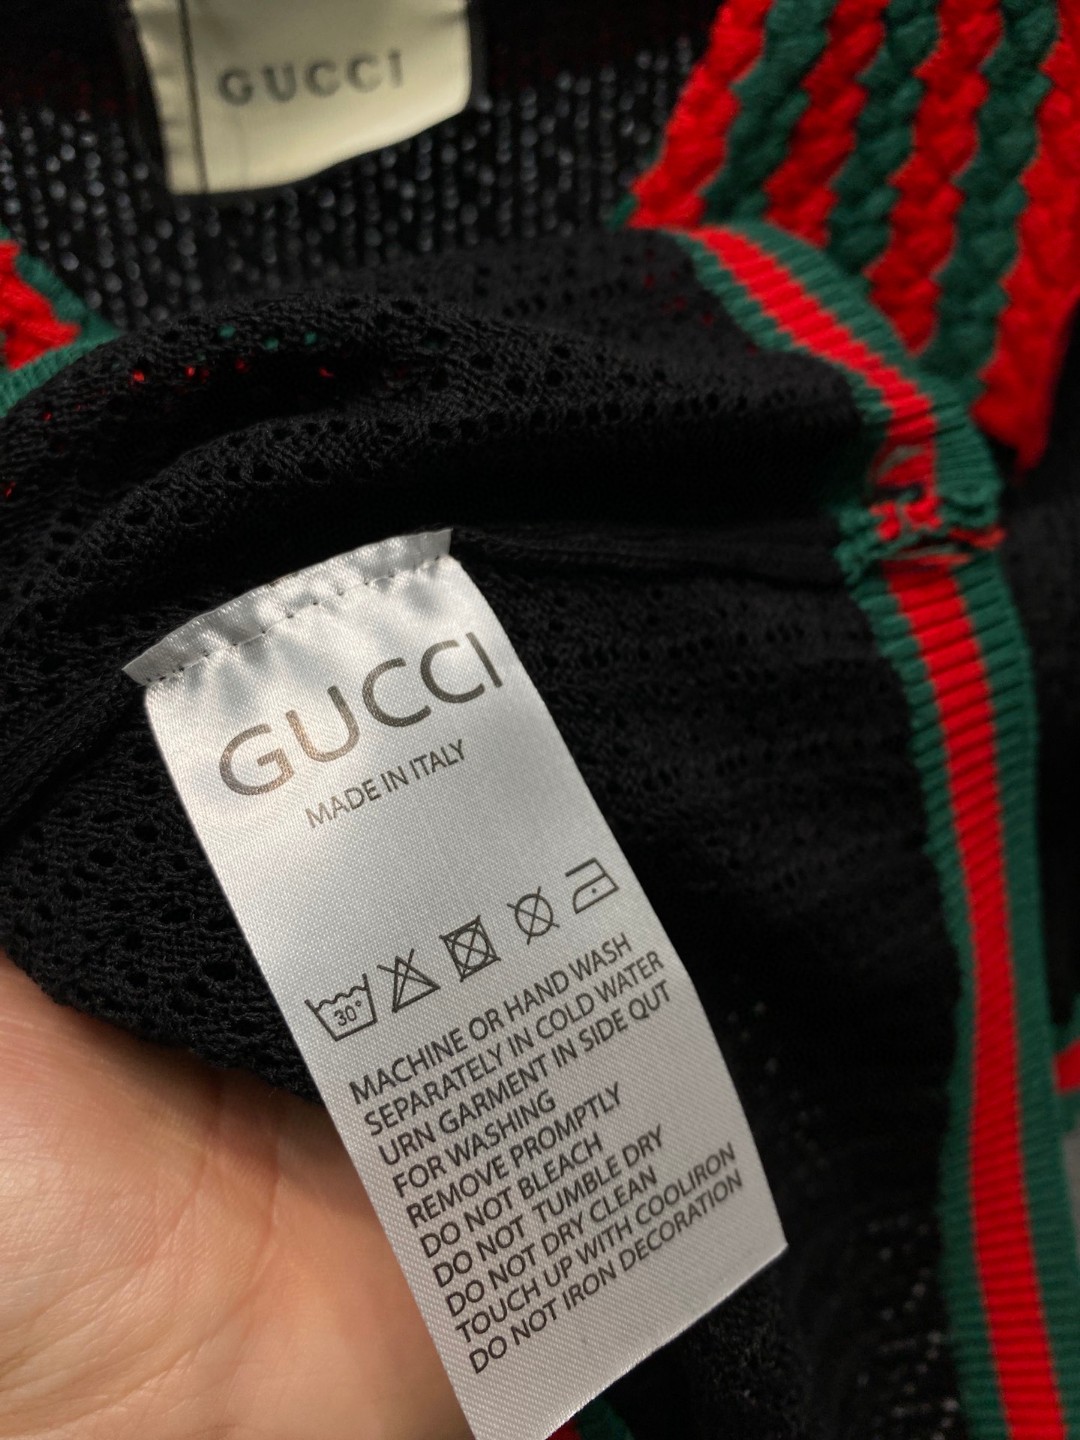 GUCCI
GUCCI
MADE IN ITALY
30°
MACHINE OR HAND WASH
SEPARATELY IN COLD WATER
URN GARMENT IN SIDE QUT
FOR WASHING
REMOVE PROMPTLY
DO NOT BLEACH
DO NOT TUMBLE DRY
DO NOT DRY CLEAN
TOUCH UP WITH COOLIRON
DO NOT IRON DECORATION